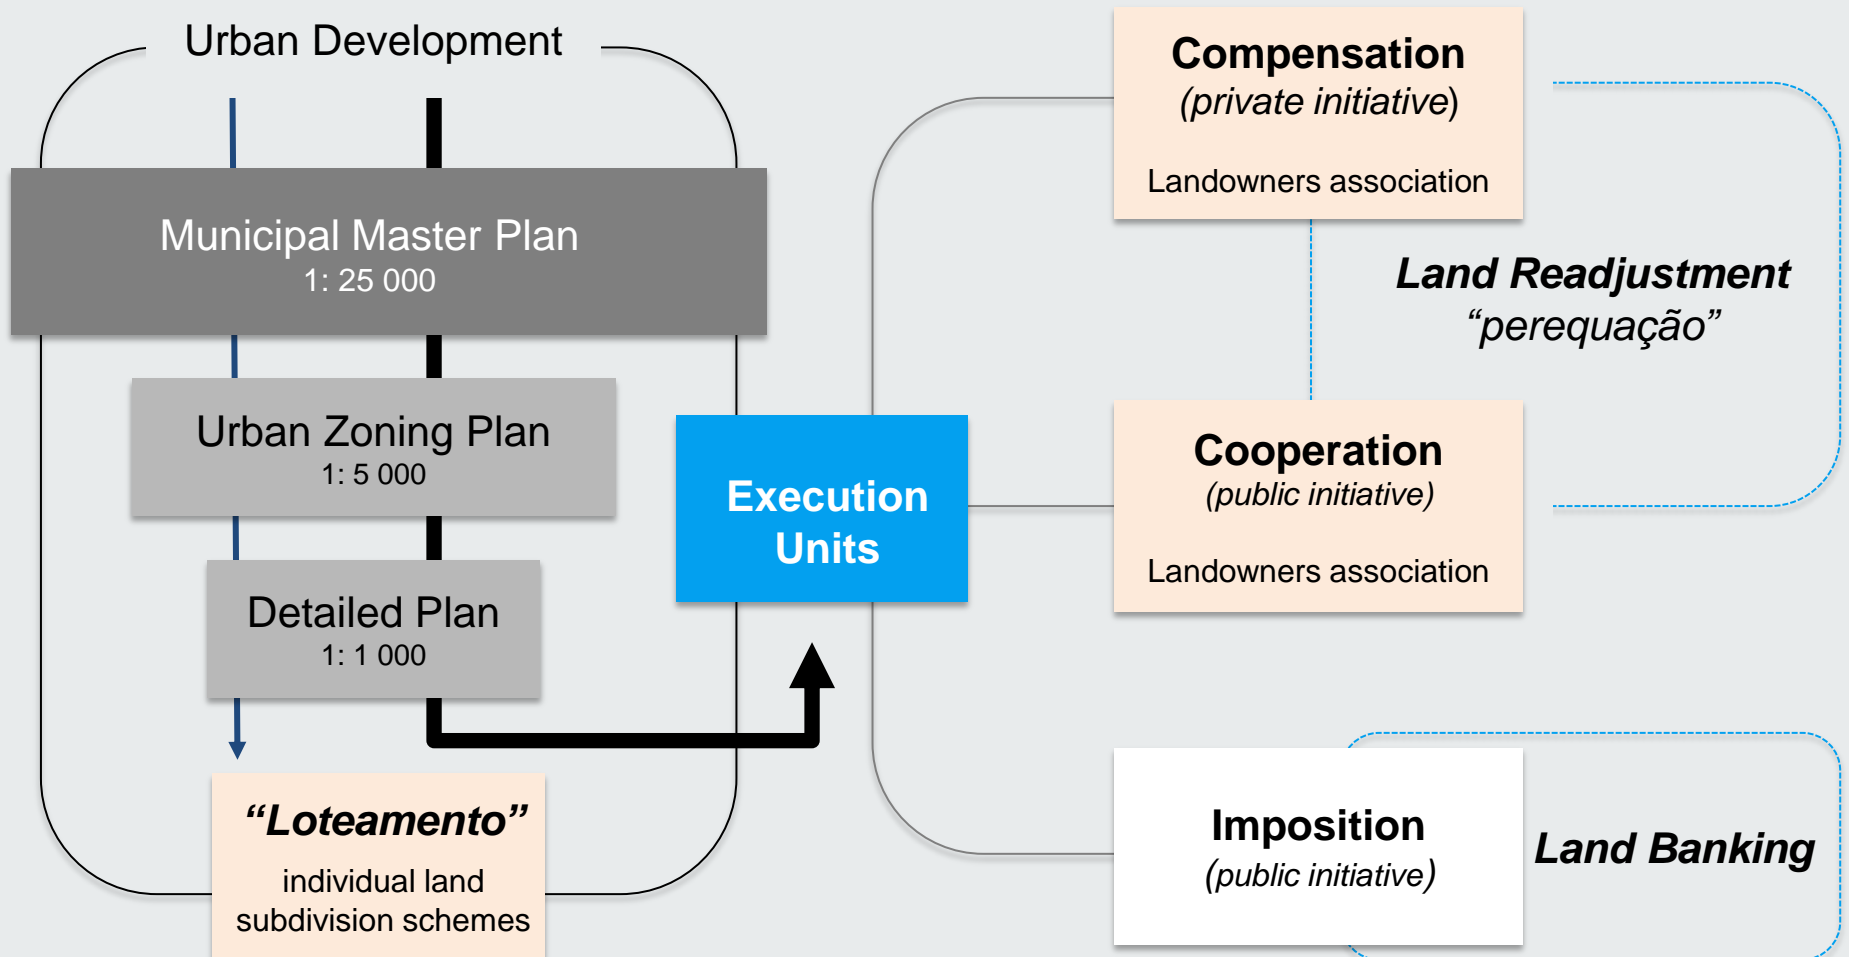 Urban Development
Municipal Master Plan
1: 25 000
Urban Zoning Plan
1: 5 000
Detailed Plan
1: 1 000
“Loteamento”
individual land
subdivision schemes
Execution
Units
Compensation
(private initiative)
Landowners association
Land Readjustment
“perequação”
Cooperation
(public initiative)
Landowners association
Imposition
(public initiative)
Land Banking